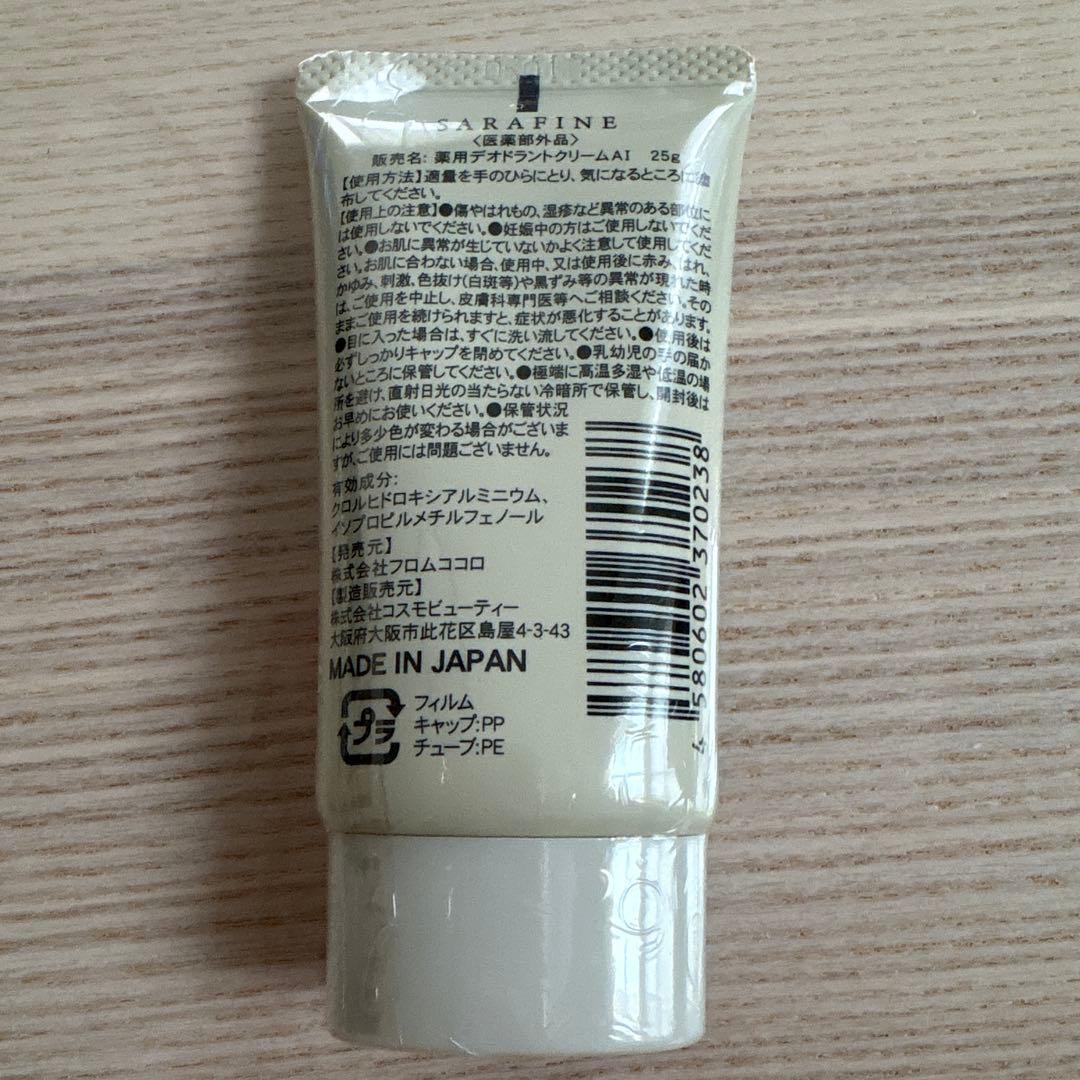 SARAFINE
〈医薬部外品〉
販売名: 薬用デオドラントクリームAI 25g
【使用方法】適量を手のひらにとり、気になるところに塗
布してください。
【使用上の注意】●傷やはれもの、湿疹など異常のある部位に
は使用しないでください。●妊娠中の方はご使用しないでくだ
さい。●お肌に異常が生じていないかよく注意して使用してくだ
さい。お肌に合わない場合、使用中、又は使用後に赤み、はれ、
かゆみ、刺激、色抜け(白斑等)や黒ずみ等の異常が現れた時
は、ご使用を中止し、皮膚科専門医等へご相談ください。その
ままご使用を続けられますと、症状が悪化することがあります。
●目に入った場合は、すぐに洗い流してください。●使用後は
必ずしっかりキャップを閉めてください。●乳幼児の手の届か
ないところに保管してください。●極端に高温多湿や低温の場
所を避け、直射日光の当たらない冷暗所で保管し、開封後は
お早めにお使いください。●保管状況
により多少色が変わる場合がございま
すが、ご使用には問題ございません。
有効成分:
クロルヒドロキシアルミニウム、
イソプロピルメチルフェノール
【発売元】
株式会社フロムココロ
【製造販売元】
株式会社コスモビューティー
大阪府大阪市此花区島屋4-3-43
MADE IN JAPAN
プラ
フィルム
キャップ:PP
チューブ:PE
4 580602 370238